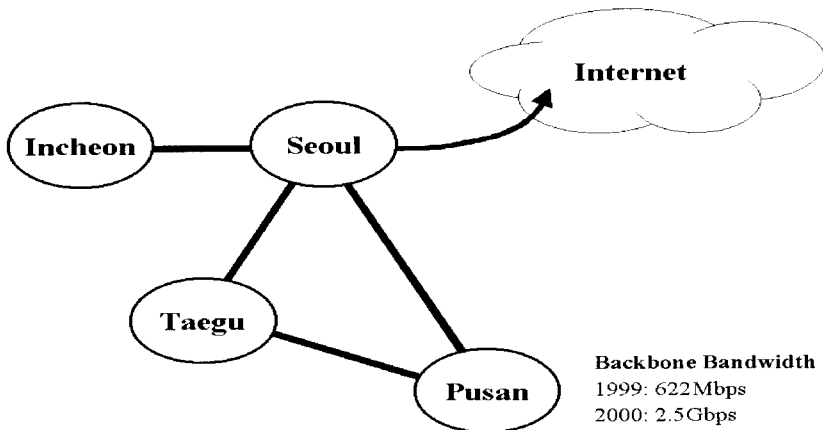 Internet
Incheon
Seoul
Taegu
Pusan
Backbone Bandwidth
1999: 622Mbps
2000: 2.5Gbps